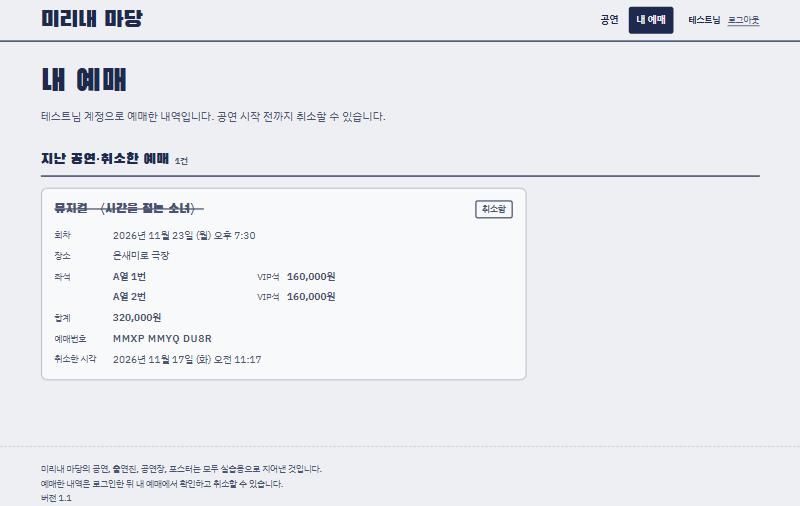 미리내 마당
공연 내 예매 테스트님 로그아웃
내 예매
테스트님 계정으로 예매한 내역입니다. 공연 시작 전까지 취소할 수 있습니다.
지난 공연·취소한 예매 1건
뮤지컬 〈시간을 접는 소녀〉 취소함
회차 2026년 11월 23일 (월) 오후 7:30
장소 온새미로 극장
좌석 A열 1번 VIP석 160,000원
A열 2번 VIP석 160,000원
합계 320,000원
예매번호 MMXP MMYQ DU8R
취소한 시각 2026년 11월 17일 (화) 오전 11:17
미리내 마당의 공연, 출연진, 공연장, 포스터는 모두 실습용으로 지어낸 것입니다.
예매한 내역은 로그인한 뒤 내 예매에서 확인하고 취소할 수 있습니다.
버전 1.1